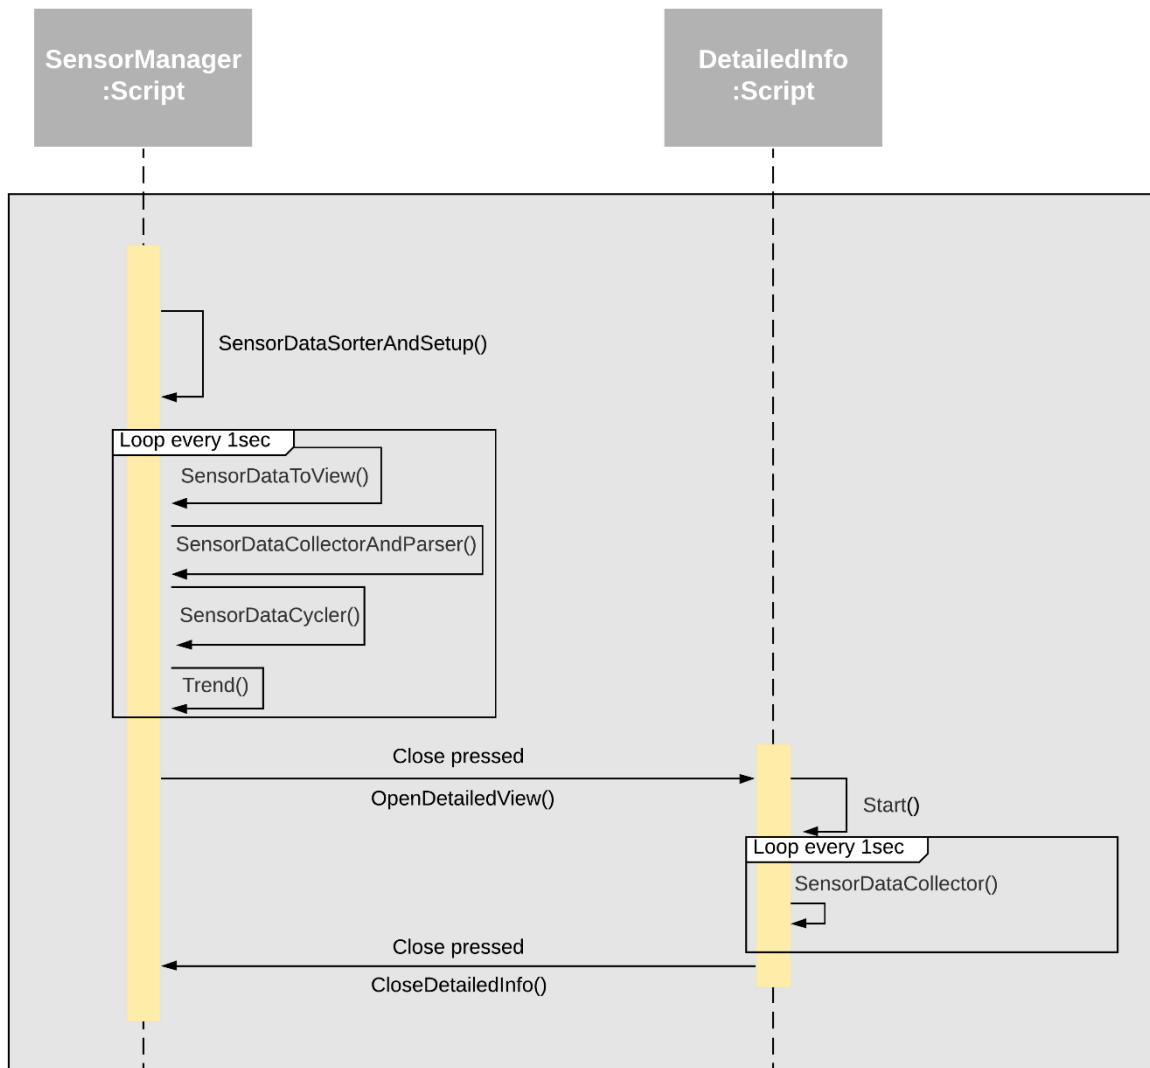 SensorManager
:Script
DetailedInfo
:Script
SensorDataSorterAndSetup()
Loop every 1sec
SensorDataToView()
SensorDataCollectorAndParser()
SensorDataCycler()
Trend()
Close pressed
OpenDetailedView()
Start()
Loop every 1sec
SensorDataCollector()
Close pressed
CloseDetailedInfo()